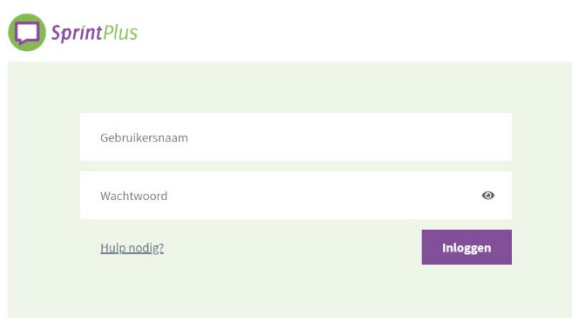 SprintPlus
Gebruikersnaam
Wachtwoord
Hulp nodig?
Inloggen